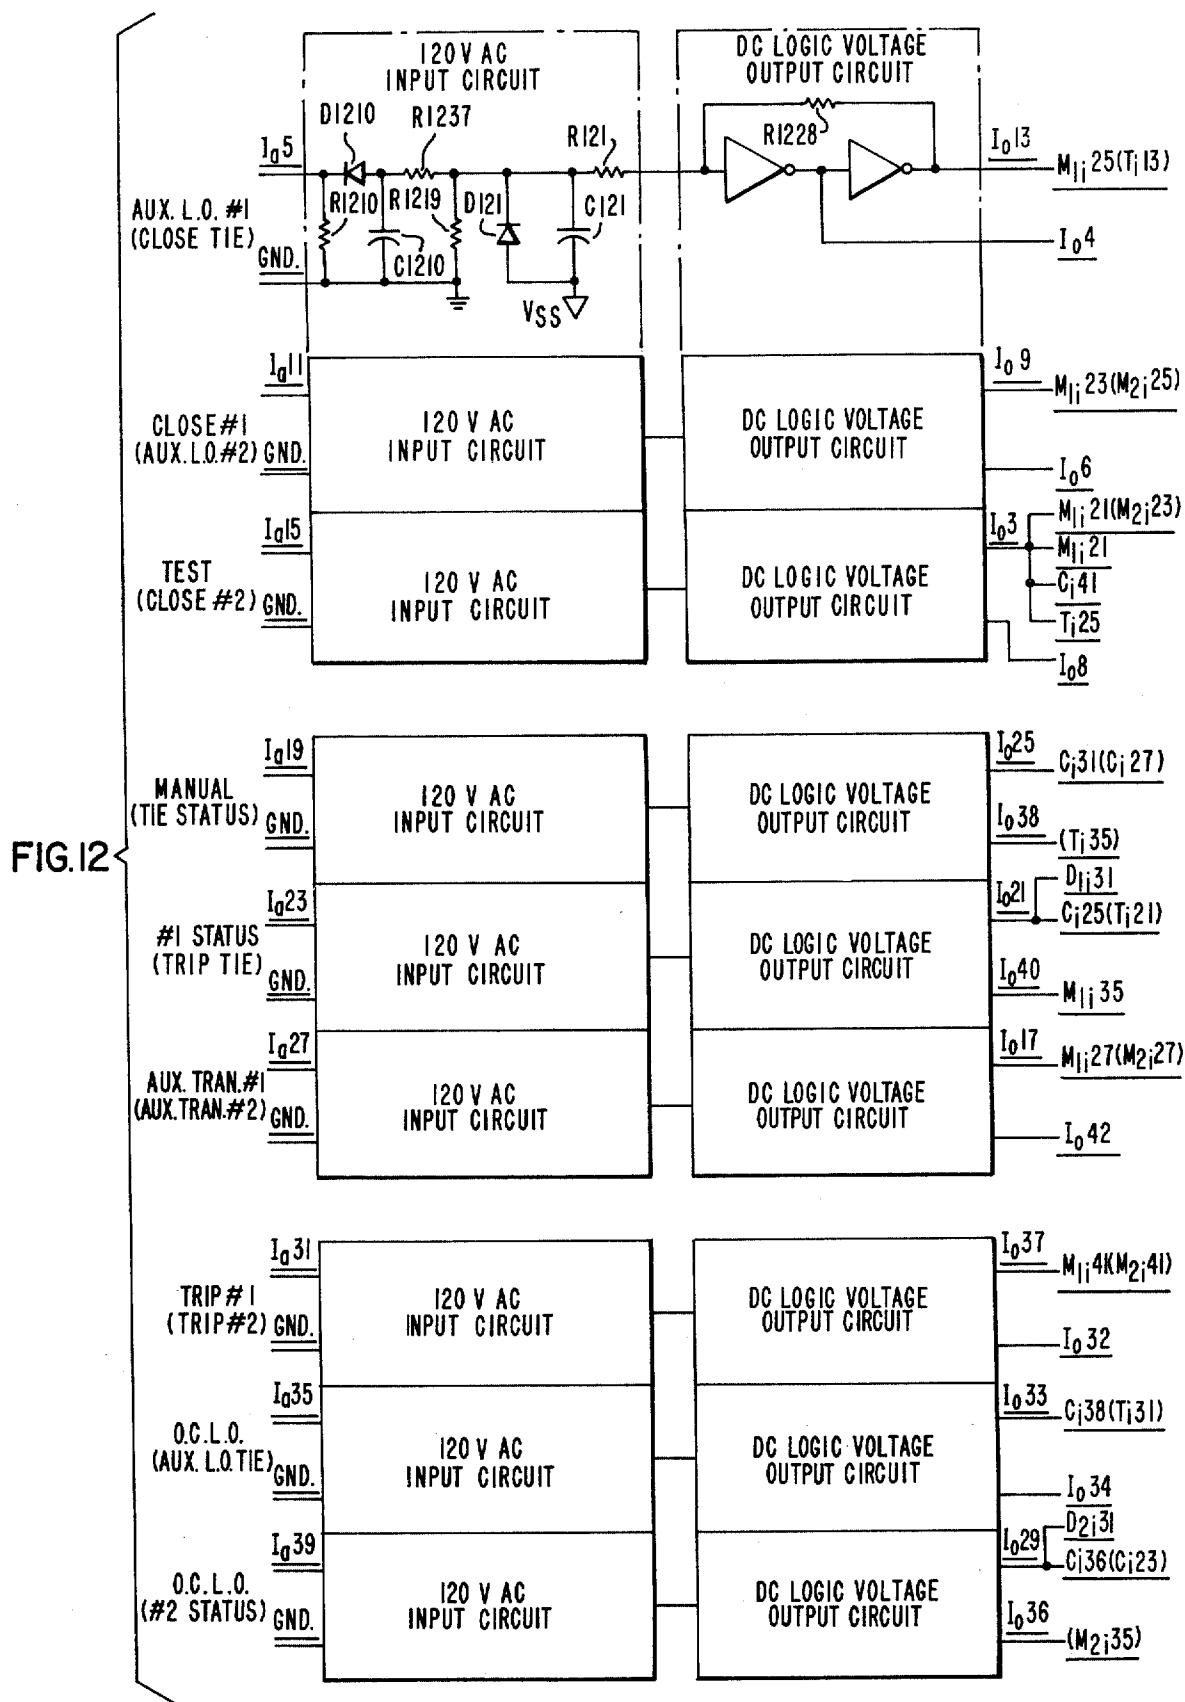 120 V AC
INPUT CIRCUIT
DC LOGIC VOLTAGE
OUTPUT CIRCUIT
D1210
R1237
R121
R1228
Ia5
Io13
M1i25(Ti13)
AUX. L.O. #1
(CLOSE TIE)
R1210
R1219
D121
C121
Io4
GND.
C1210
VSS
Ia11
Io9
M1i23(M2i25)
CLOSE #1
(AUX. L.O.#2)
GND.
120 V AC
INPUT CIRCUIT
DC LOGIC VOLTAGE
OUTPUT CIRCUIT
Io6
Ia15
Io3
M1i21(M2i23)
M1i21
Ci41
Ti25
TEST
(CLOSE #2)
GND.
120 V AC
INPUT CIRCUIT
DC LOGIC VOLTAGE
OUTPUT CIRCUIT
Io8
Ia19
Io25
Ci31(Ci27)
MANUAL
(TIE STATUS)
GND.
120 V AC
INPUT CIRCUIT
DC LOGIC VOLTAGE
OUTPUT CIRCUIT
Io38
(Ti35)
FIG.12
D1i31
Ia23
Io21
Ci25(Ti21)
#1 STATUS
(TRIP TIE)
GND.
120 V AC
INPUT CIRCUIT
DC LOGIC VOLTAGE
OUTPUT CIRCUIT
Io40
M1i35
Ia27
Io17
M1i27(M2i27)
AUX. TRAN.#1
(AUX.TRAN.#2)
GND.
120 V AC
INPUT CIRCUIT
DC LOGIC VOLTAGE
OUTPUT CIRCUIT
Io42
Ia31
Io37
M1i41(M2i41)
TRIP #1
(TRIP #2)
GND.
120 V AC
INPUT CIRCUIT
DC LOGIC VOLTAGE
OUTPUT CIRCUIT
Io32
Ia35
Io33
Ci38(Ti31)
O.C.L.O.
(AUX. L.O.TIE)
GND.
120 V AC
INPUT CIRCUIT
DC LOGIC VOLTAGE
OUTPUT CIRCUIT
Io34
D2i31
Ia39
Io29
Ci36(Ci23)
O.C.L.O.
(#2 STATUS)
GND.
120 V AC
INPUT CIRCUIT
DC LOGIC VOLTAGE
OUTPUT CIRCUIT
Io36
(M2i35)